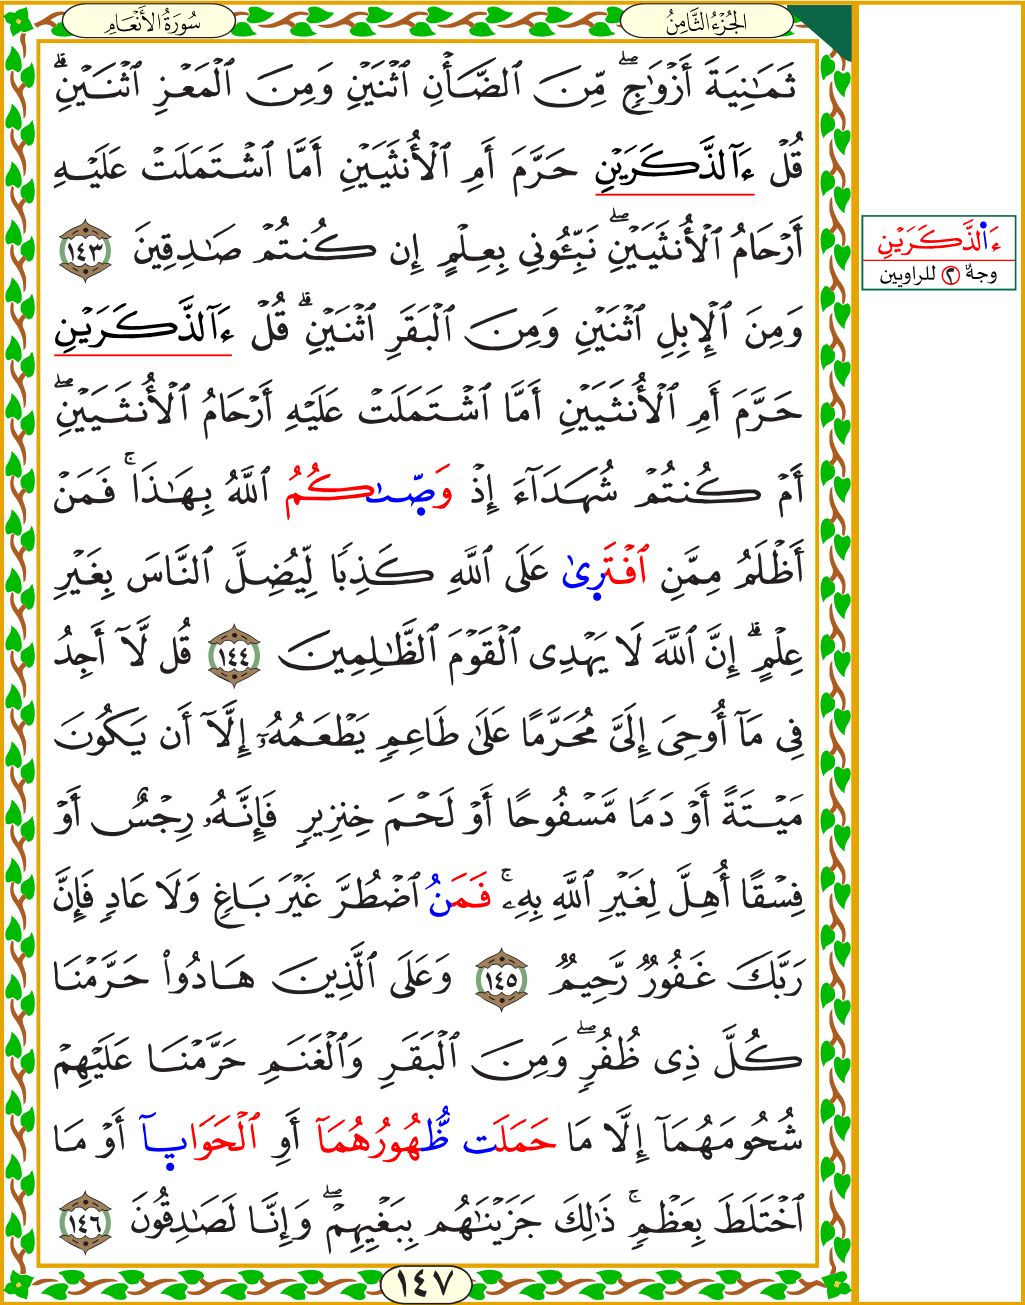 الجُزْءُ الثَّامِنُ
سُورَةُ الأَنْعَامِ
ثَمَٰنِيَةَ أَزْوَٰجٖۖ مِّنَ ٱلضَّأۡنِ ٱثۡنَيۡنِ وَمِنَ ٱلۡمَعۡزِ ٱثۡنَيۡنِۗ
قُلۡ ءَآلذَّكَرَيۡنِ حَرَّمَ أَمِ ٱلۡأُنثَيَيۡنِ أَمَّا ٱشۡتَمَلَتۡ عَلَيۡهِ
أَرۡحَامُ ٱلۡأُنثَيَيۡنِۖ نَبِّـُٔونِي بِعِلۡمٍ إِن كُنتُمۡ صَٰدِقِينَ ١٤٣
وَمِنَ ٱلۡإِبِلِ ٱثۡنَيۡنِ وَمِنَ ٱلۡبَقَرِ ٱثۡنَيۡنِۗ قُلۡ ءَآلذَّكَرَيۡنِ
حَرَّمَ أَمِ ٱلۡأُنثَيَيۡنِ أَمَّا ٱشۡتَمَلَتۡ عَلَيۡهِ أَرۡحَامُ ٱلۡأُنثَيَيۡنِۖ
أَمۡ كُنتُمۡ شُهَدَآءَ إِذۡ وَصَّىٰكُمُ ٱللَّهُ بِهَٰذَاۚ فَمَنۡ
أَظۡلَمُ مِمَّنِ ٱفۡتَرَىٰ عَلَى ٱللَّهِ كَذِبٗا لِّيُضِلَّ ٱلنَّاسَ بِغَيۡرِ
عِلۡمٍۗ إِنَّ ٱللَّهَ لَا يَهۡدِي ٱلۡقَوۡمَ ٱلظَّٰلِمِينَ ١٤٤ قُل لَّآ أَجِدُ
فِي مَآ أُوحِيَ إِلَيَّ مُحَرَّمًا عَلَىٰ طَاعِمٖ يَطۡعَمُهُۥٓ إِلَّآ أَن يَكُونَ
مَيۡتَةً أَوۡ دَمٗا مَّسۡفُوحًا أَوۡ لَحۡمَ خِنزِيرٖ فَإِنَّهُۥ رِجۡسٌ أَوۡ
فِسۡقًا أُهِلَّ لِغَيۡرِ ٱللَّهِ بِهِۦۚ فَمَنُ ٱضۡطُرَّ غَيۡرَ بَاغٖ وَلَا عَادٖ فَإِنَّ
رَبَّكَ غَفُورٞ رَّحِيمٞ ١٤٥ وَعَلَى ٱلَّذِينَ هَادُواْ حَرَّمۡنَا
كُلَّ ذِي ظُفُرٖۖ وَمِنَ ٱلۡبَقَرِ وَٱلۡغَنَمِ حَرَّمۡنَا عَلَيۡهِمۡ
شُحُومَهُمَآ إِلَّا مَا حَمَلَت ظُّهُورُهُمَآ أَوِ ٱلۡحَوَايَآ أَوۡ مَا
ٱخۡتَلَطَ بِعَظۡمٖۚ ذَٰلِكَ جَزَيۡنَٰهُم بِبَغۡيِهِمۡۖ وَإِنَّا لَصَٰدِقُونَ ١٤٦
١٤٧
ءَٱلذَّكَرَيۡنِ
وجهٌ ٢ للراويين